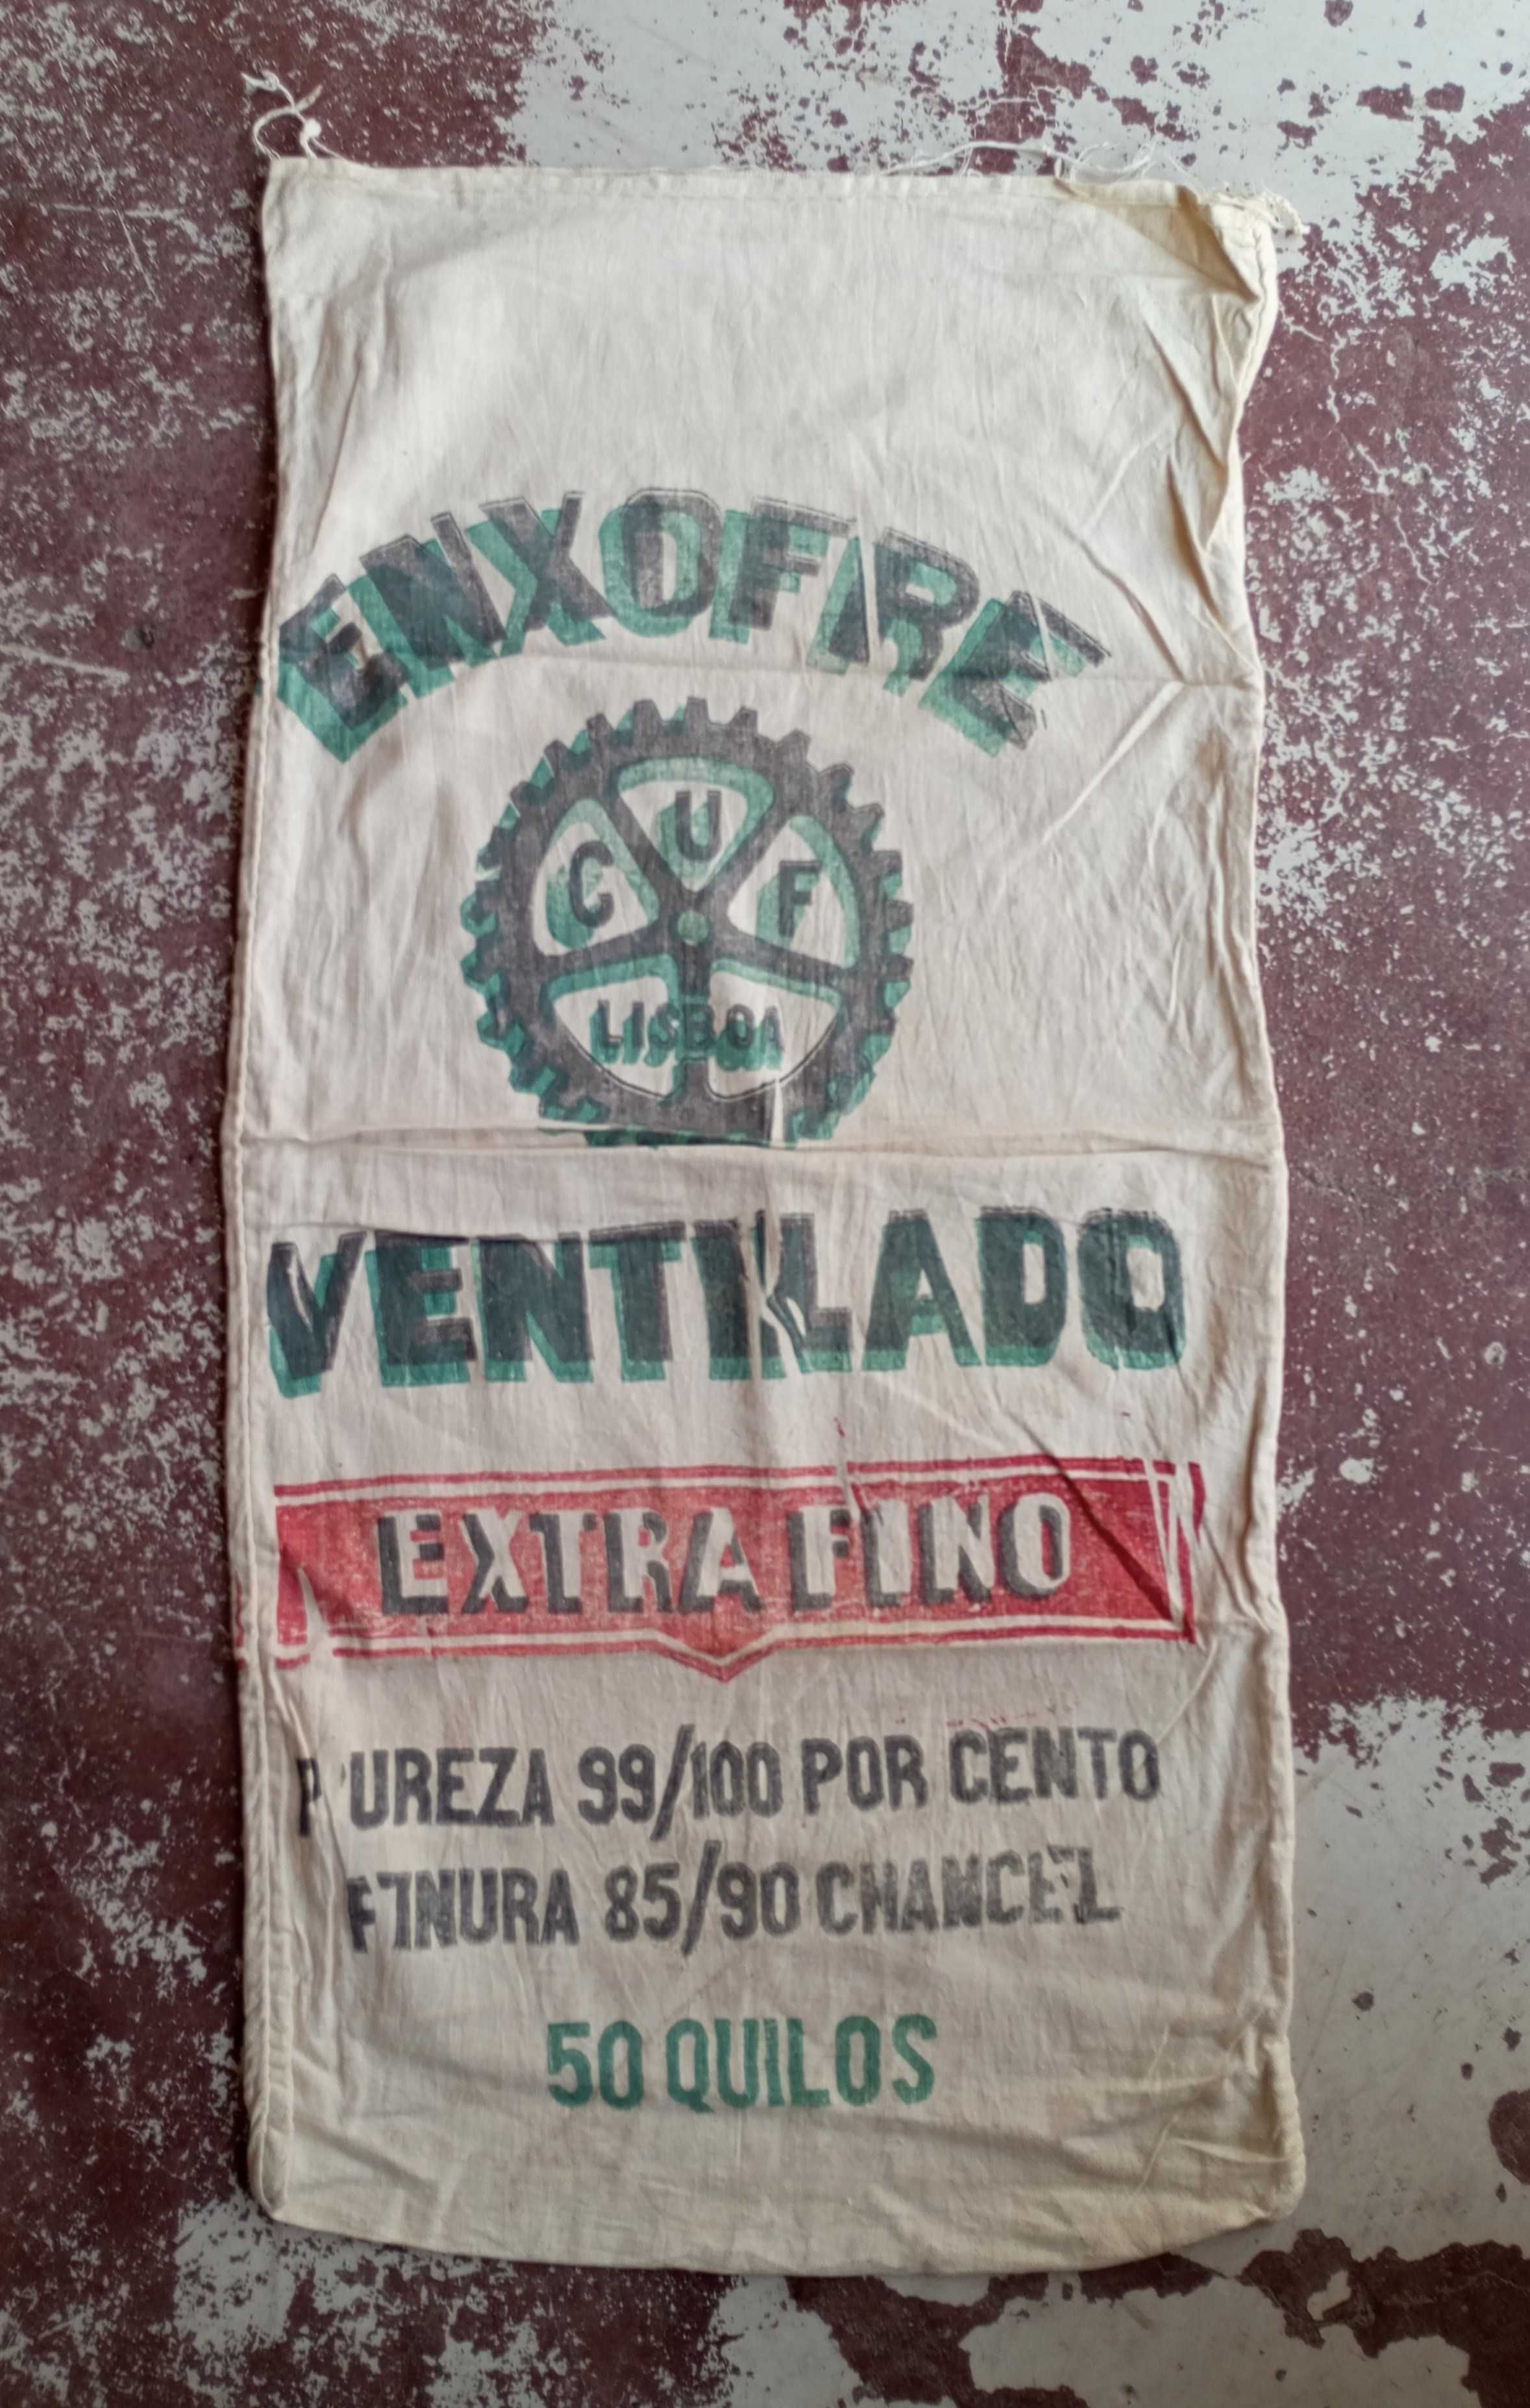 ENXOFRE
C U F
LISBOA
VENTILADO
EXTRA FINO
PUREZA 99/100 POR CENTO
FINURA 85/90 CHANCEL
50 QUILOS